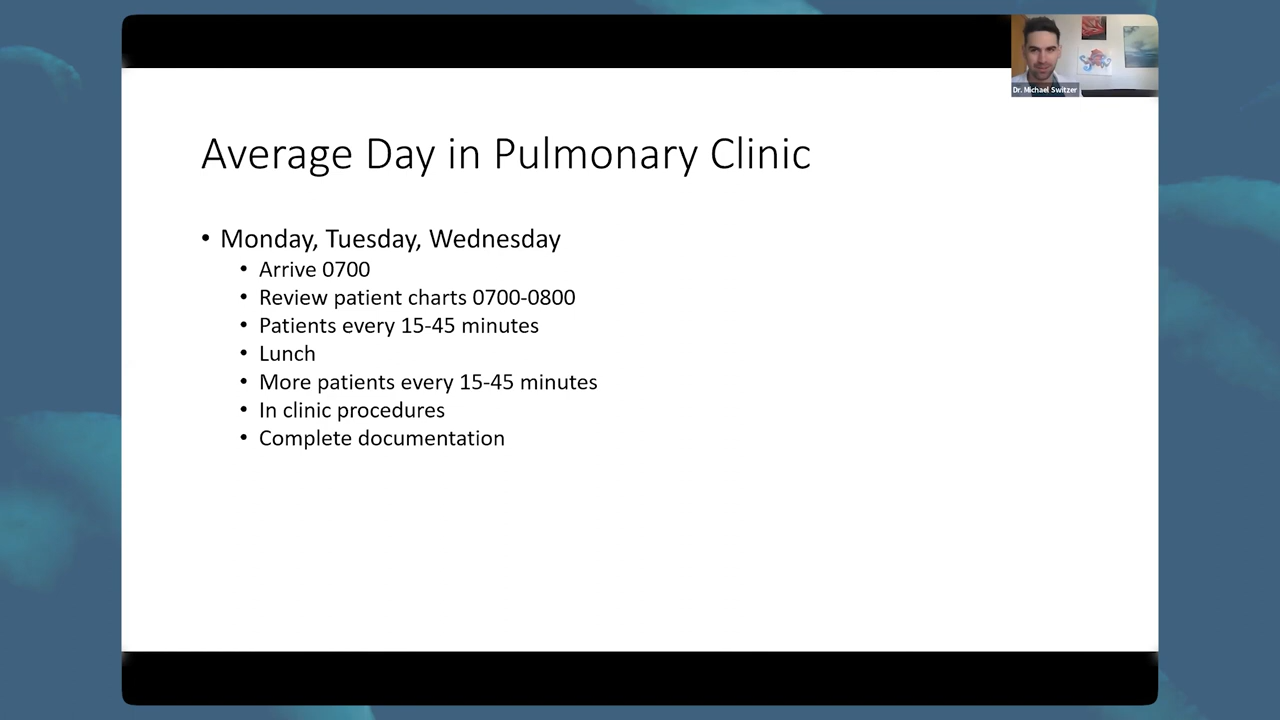 Dr. Michael Switzer
Average Day in Pulmonary Clinic
• Monday, Tuesday, Wednesday
• Arrive 0700
• Review patient charts 0700-0800
• Patients every 15-45 minutes
• Lunch
• More patients every 15-45 minutes
• In clinic procedures
• Complete documentation